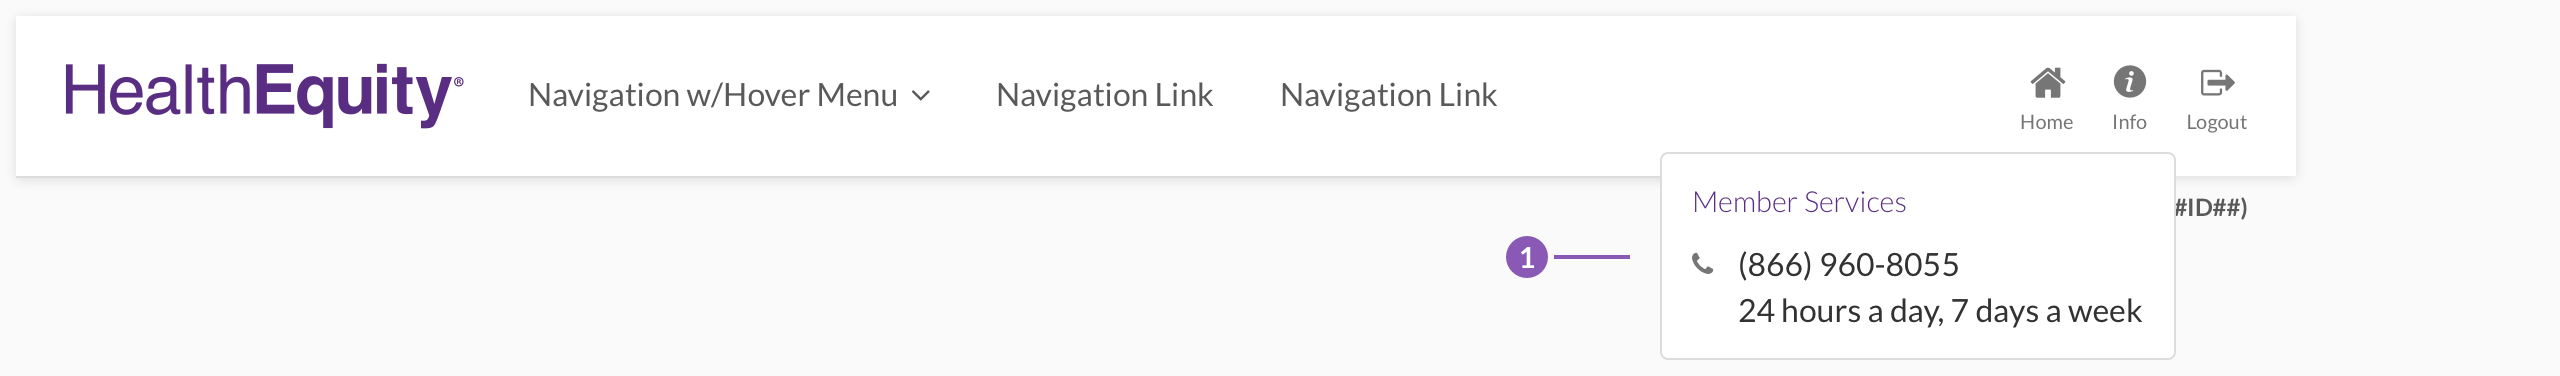 HealthEquity®
Navigation w/Hover Menu
Navigation Link
Navigation Link
Home
Info
Logout
Member Services
#ID##)
1
(866) 960-8055
24 hours a day, 7 days a week